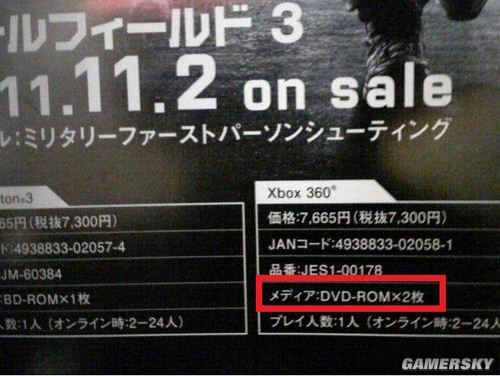 ールフィールド 3
11.11.2 on sale
ル:ミリタリーファーストパーソンシューティング
ton®3
65円(税抜7,300円)
ド:4938833-02057-4
JM-60384
:BD-ROM×1枚
人数:1人(オンライン時:2−24人)
Xbox 360®
価格:7,665円(税抜7,300円)
JANコード:4938833-02058-1
品番:JES1-00178
メディア:DVD-ROM×2枚
プレイ人数:1人(オンライン時:2−24人
GAMERSKY